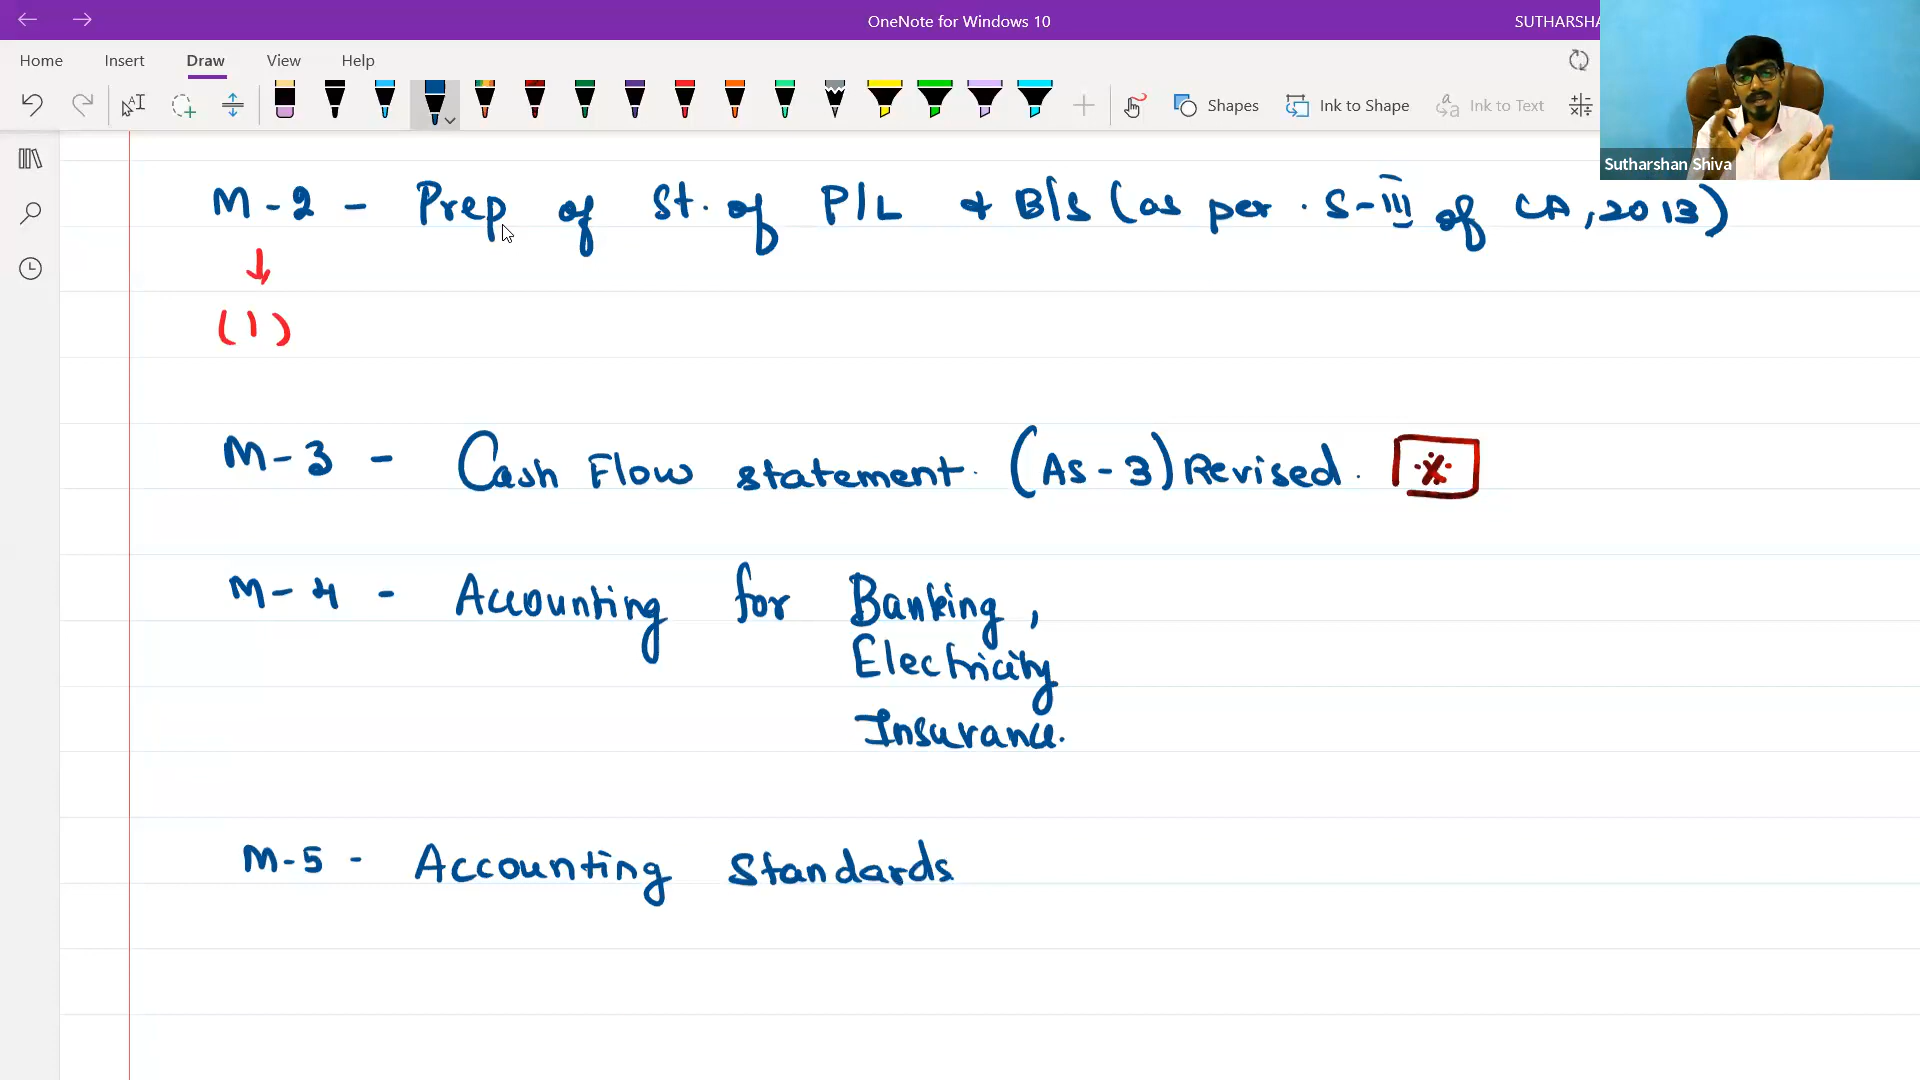 OneNote for Windows 10
SUTHARSHA
Home Insert Draw View Help
Shapes Ink to Shape Ink to Text
Sutharshan Shiva
M-2 - Prep of St. of P/L & B/S (as per S-III of CA, 2013)
(1)
M-3 - Cash Flow statement. (AS-3) Revised.
M-4 - Accounting for Banking,
Electricity
Insurance.
M-5 - Accounting Standards